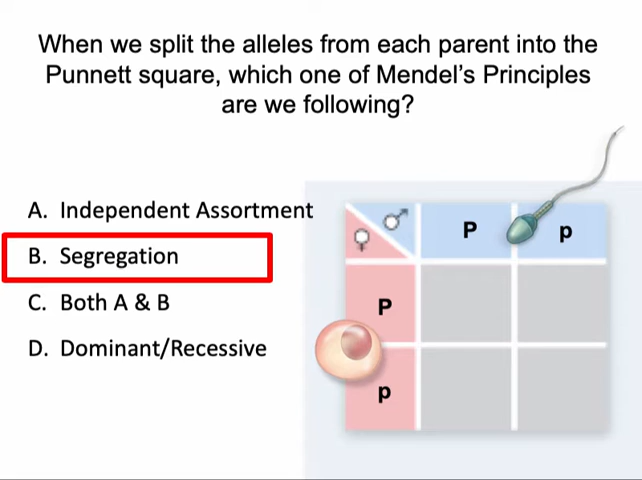 When we split the alleles from each parent into the
Punnett square, which one of Mendel's Principles
are we following?
A. Independent Assortment
B. Segregation
C. Both A & B
D. Dominant/Recessive
♂
♀
P
p
P
p